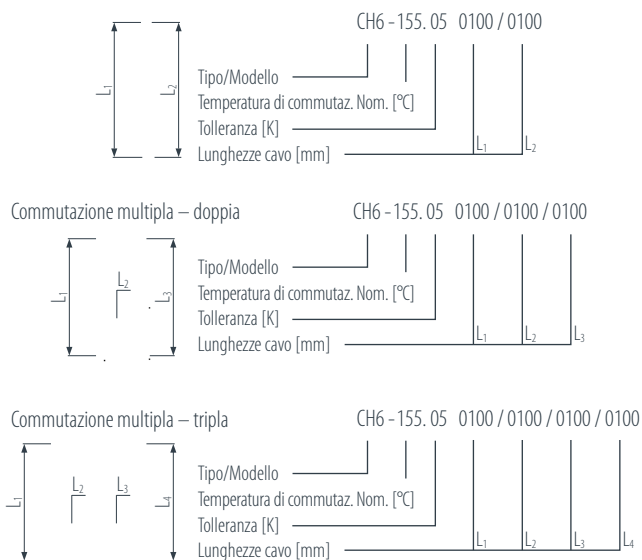 CH6 - 155. 05 0100 / 0100
L1
L2
Tipo/Modello
Temperatura di commutaz. Nom. [°C]
Tolleranza [K]
Lunghezze cavo [mm]
L1
L2
Commutazione multipla – doppia
CH6 - 155. 05 0100 / 0100 / 0100
L1
L2
L3
Tipo/Modello
Temperatura di commutaz. Nom. [°C]
Tolleranza [K]
Lunghezze cavo [mm]
L1
L2
L3
Commutazione multipla – tripla
CH6 - 155. 05 0100 / 0100 / 0100 / 0100
L1
L2
L3
L4
Tipo/Modello
Temperatura di commutaz. Nom. [°C]
Tolleranza [K]
Lunghezze cavo [mm]
L1
L2
L3
L4